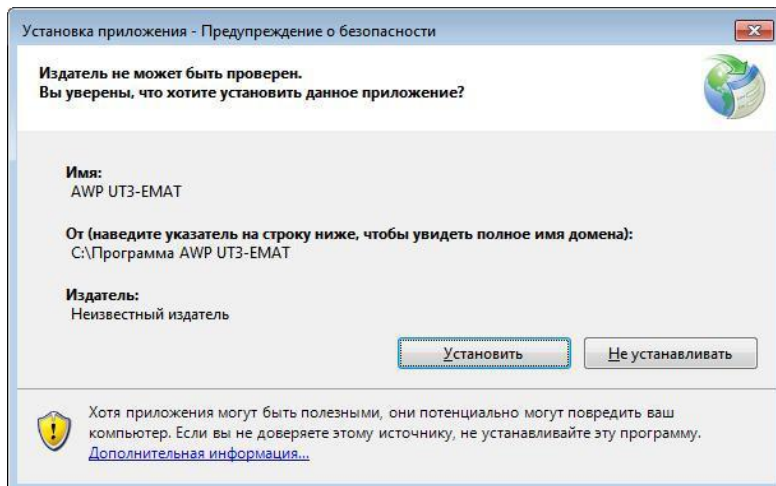 Установка приложения - Предупреждение о безопасности
Издатель не может быть проверен.
Вы уверены, что хотите установить данное приложение?
Имя:
AWP UT3-EMAT
От (наведите указатель на строку ниже, чтобы увидеть полное имя домена):
C:\Программа AWP UT3-EMAT
Издатель:
Неизвестный издатель
Установить
Не устанавливать
Хотя приложения могут быть полезными, они потенциально могут повредить ваш
компьютер. Если вы не доверяете этому источнику, не устанавливайте эту программу.
Дополнительная информация...